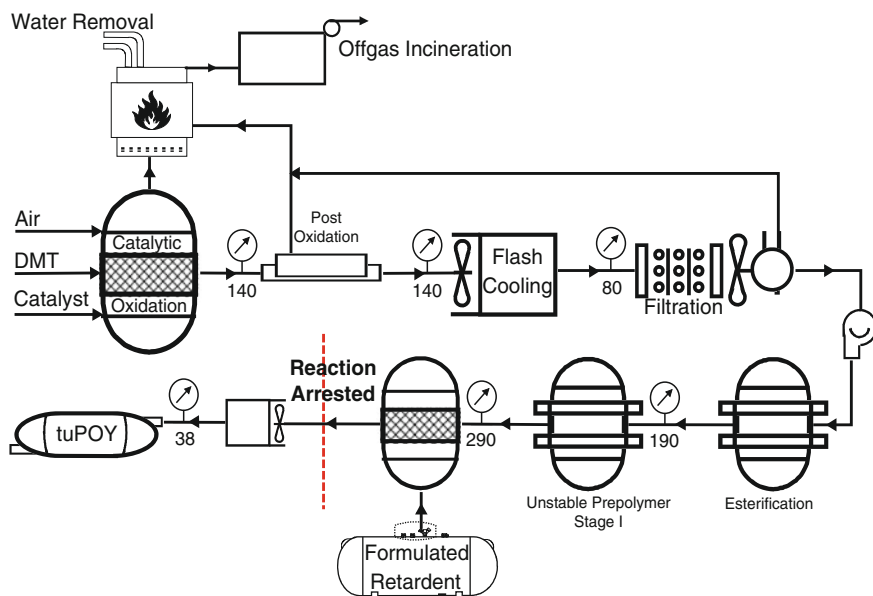 Water Removal
Offgas Incineration
Air
DMT
Catalyst
Catalytic
Oxidation
140
Post
Oxidation
140
Flash
Cooling
80
Filtration
Reaction
Arrested
tuPOY
38
290
190
Unstable Prepolymer
Stage I
Esterification
Formulated
Retardent